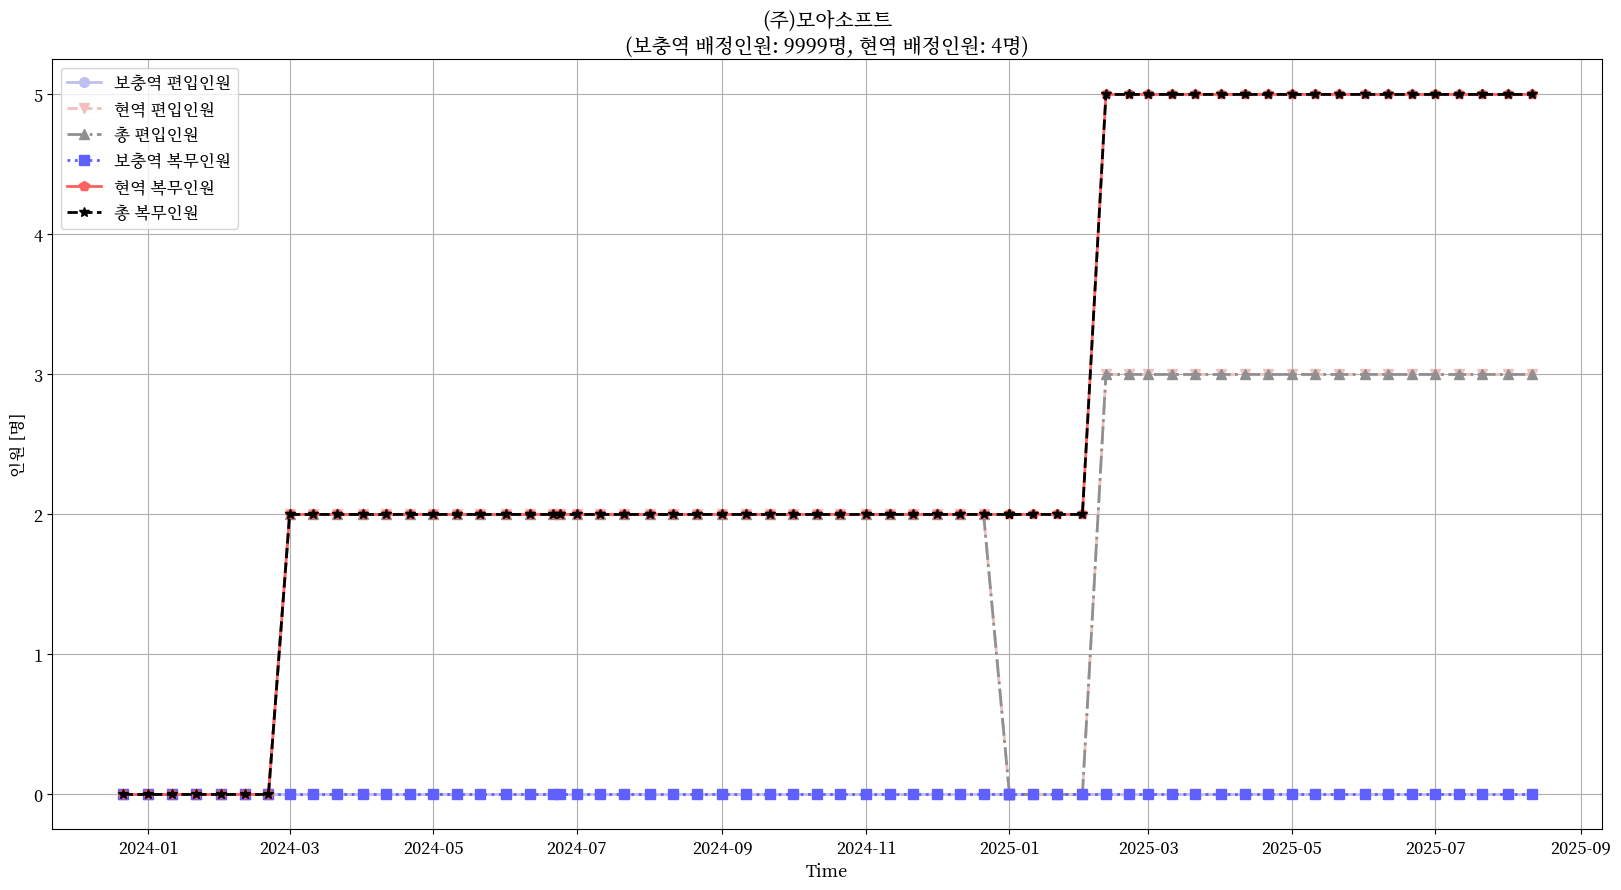 (주)모아소프트
(보충역 배정인원: 9999명, 현역 배정인원: 4명)
보충역 편입인원
현역 편입인원
총 편입인원
보충역 복무인원
현역 복무인원
총 복무인원
5
4
3
2
1
0
인원 [명]
2024-01
2024-03
2024-05
2024-07
2024-09
2024-11
2025-01
2025-03
2025-05
2025-07
2025-09
Time